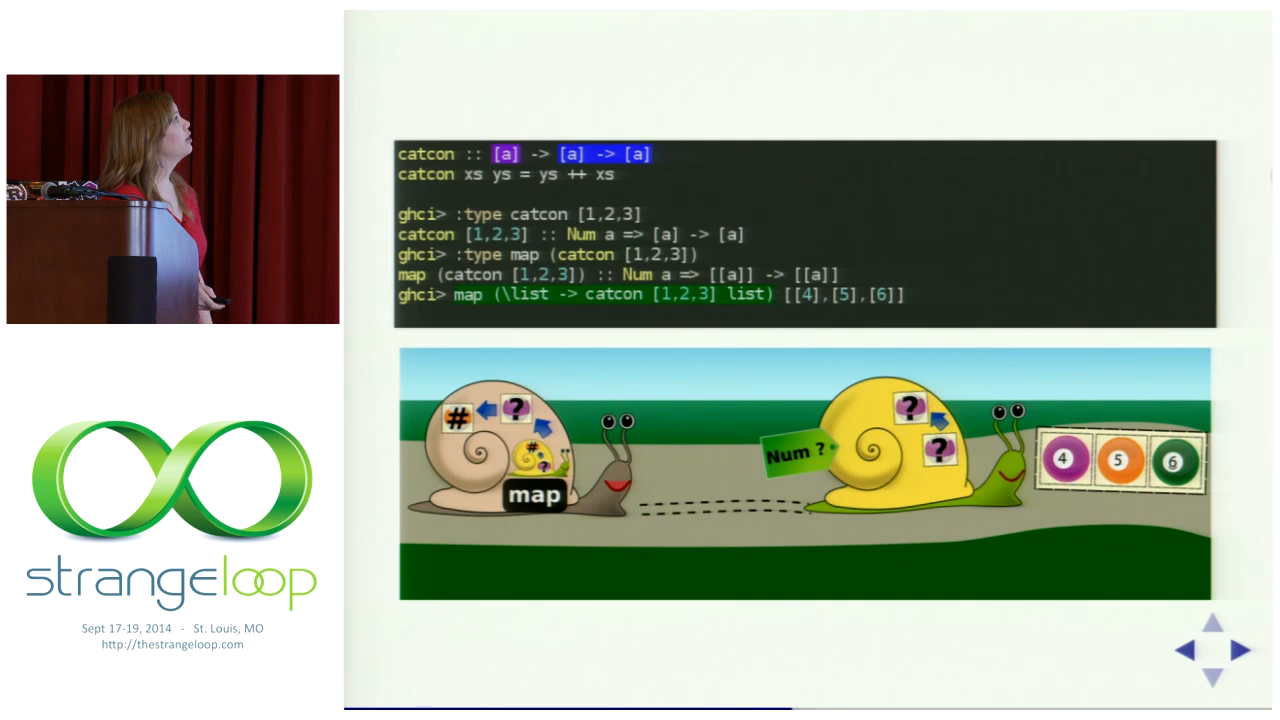 catcon :: [a] -> [a] -> [a]
catcon xs ys = ys ++ xs
ghci> :type catcon [1,2,3]
catcon [1,2,3] :: Num a => [a] -> [a]
ghci> :type map (catcon [1,2,3])
map (catcon [1,2,3]) :: Num a => [[a]] -> [[a]]
ghci> map (\list -> catcon [1,2,3] list) [[4],[5],[6]]
# ?
# ?
map
Num ?
?
?
4 5 6
strangeloop
Sept 17-19, 2014 - St. Louis, MO
http://thestrangeloop.com